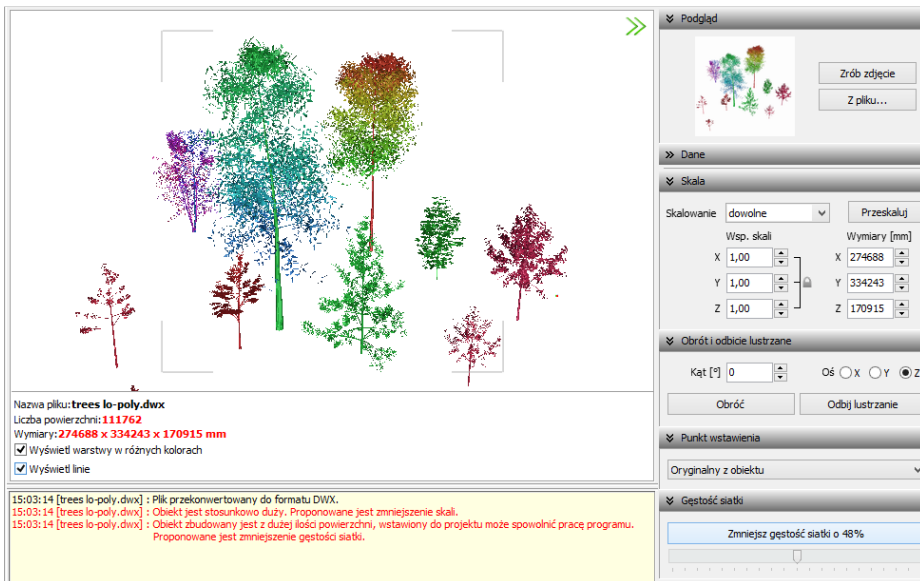 Podgląd
Zrób zdjęcie
Z pliku...
Dane
Skala
Skalowanie dowolne Przeskaluj
Wsp. skali Wymiary [mm]
X 1,00 X 274688
Y 1,00 Y 334243
Z 1,00 Z 170915
Obrót i odbicie lustrzane
Kąt [°] 0 Oś X Y Z
Obróć Odbij lustrzanie
Punkt wstawienia
Oryginalny z obiektu
Gęstość siatki
Zmniejsz gęstość siatki o 48%
Nazwa pliku:trees lo-poly.dwx
Liczba powierzchni:111762
Wymiary:274688 x 334243 x 170915 mm
Wyświetl warstwy w różnych kolorach
Wyświetl linie
15:03:14 [trees lo-poly.dwx] : Plik przekonwertowany do formatu DWX.
15:03:14 [trees lo-poly.dwx] : Obiekt jest stosunkowo duży. Proponowane jest zmniejszenie skali.
15:03:14 [trees lo-poly.dwx] : Obiekt zbudowany jest z dużej ilości powierzchni, wstawiony do projektu może spowolnić pracę programu.
Proponowane jest zmniejszenie gęstości siatki.